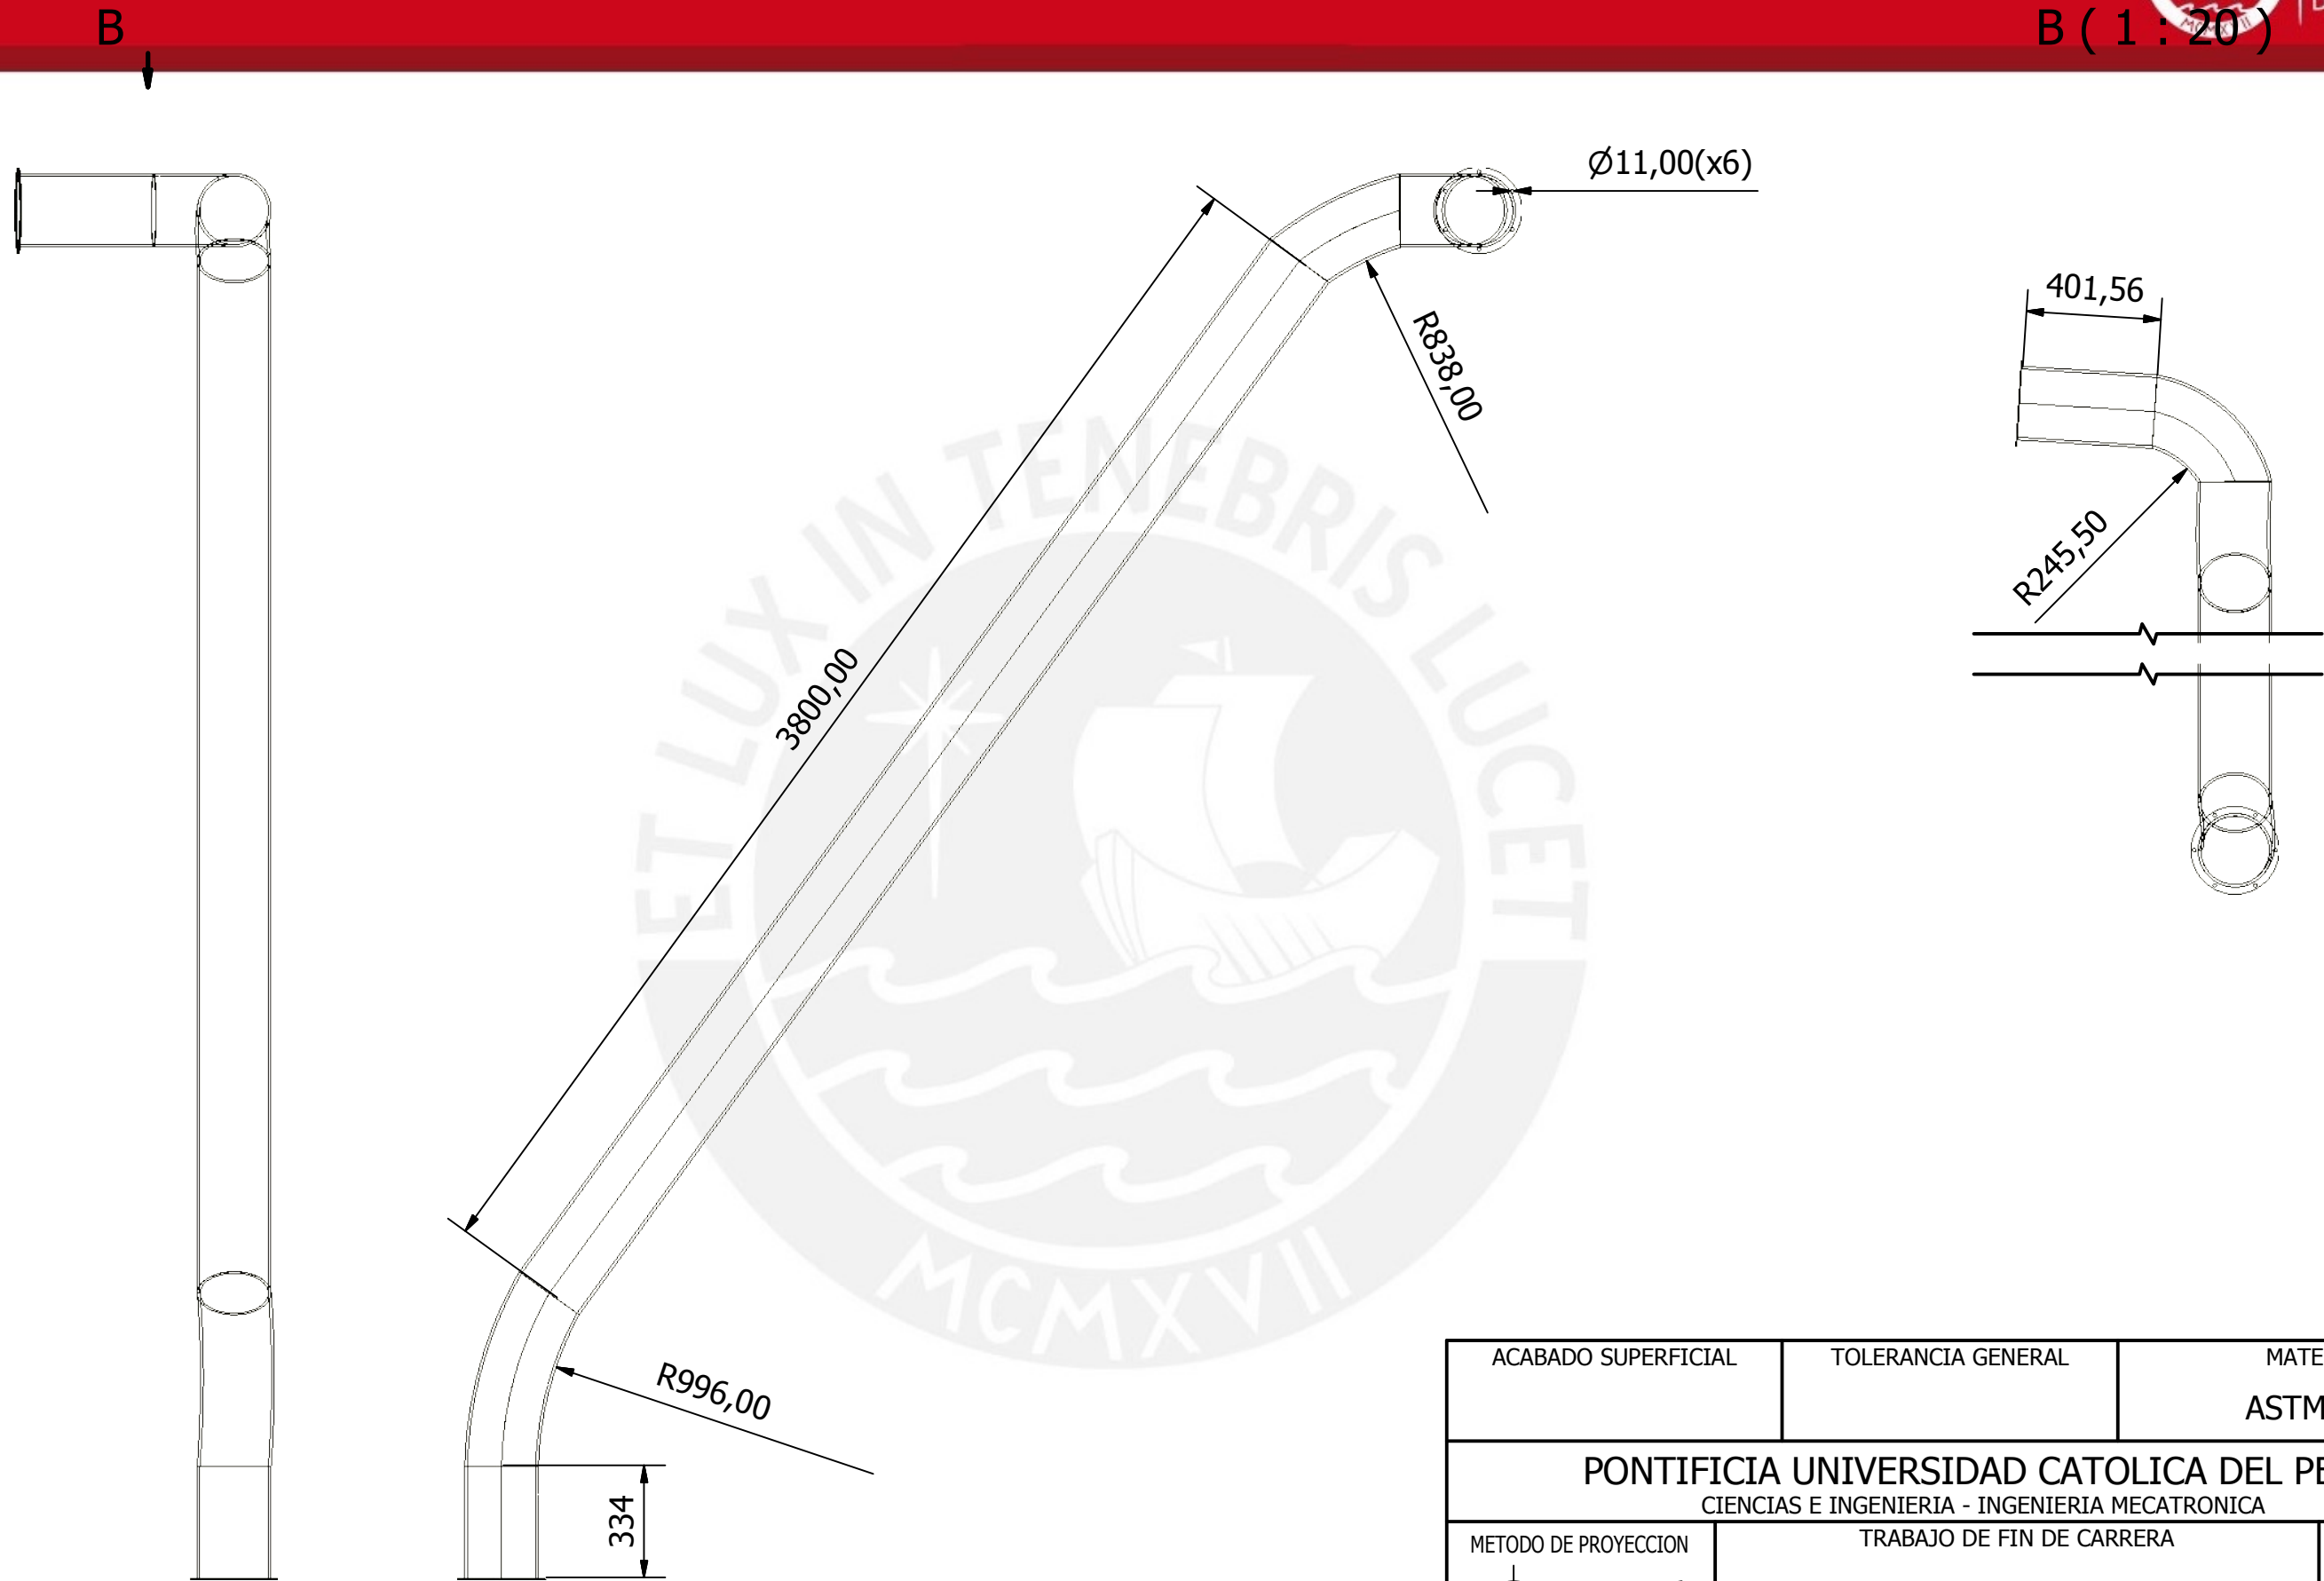 B
B ( 1 : 20 )
Ø11,00(x6)
401,56
R838,00
R245,50
3800,00
R996,00
334
ET LUX IN TENEBRIS LUCET
MCMXVII
ACABADO SUPERFICIAL
TOLERANCIA GENERAL
MATE
ASTM
PONTIFICIA UNIVERSIDAD CATOLICA DEL PE
CIENCIAS E INGENIERIA - INGENIERIA MECATRONICA
METODO DE PROYECCION
TRABAJO DE FIN DE CARRERA